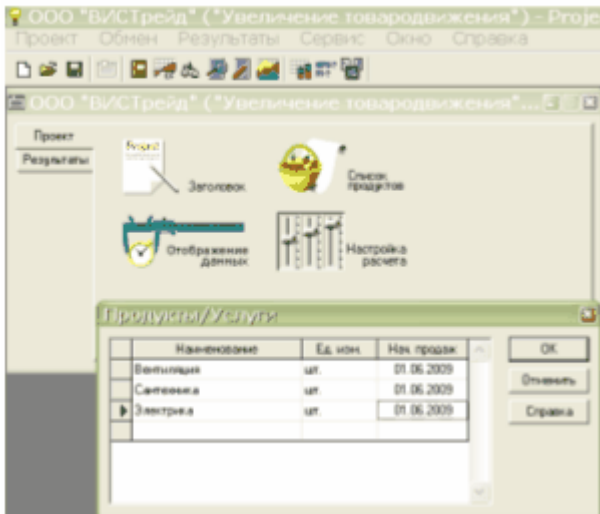 ООО "ВИСТрейд" ("Увеличение товародвижения") - Proje
Проект Обмен Результаты Сервис Окно Справка
ООО "ВИСТрейд" ("Увеличение товародвижения"...
Проект
Результаты
Project
Заголовок
Список
продуктов
Отображение
данных
Настройка
расчета
Продукты/Услуги
Наименование Ед. изм. Нач. продаж
Вентиляция шт. 01.06.2009
Сантехника шт. 01.06.2009
Электрика шт. 01.06.2009
OK
Отменить
Справка